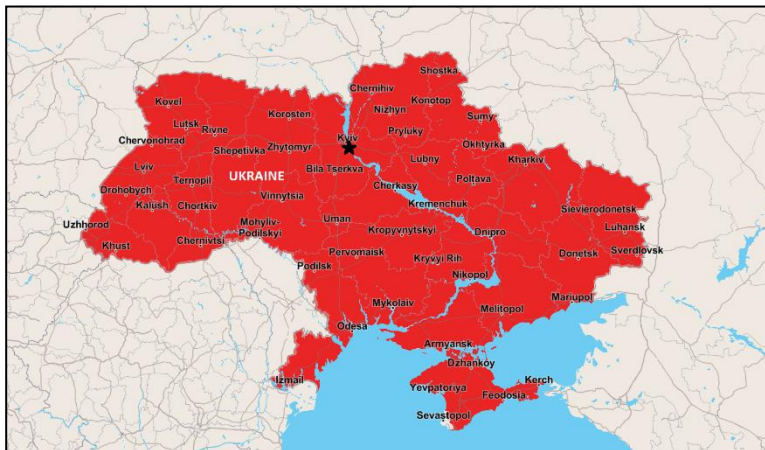 Shostka
Chernihiv
Konotop
Kovel
Nizhyn
Korosten
Sumy
Lutsk
Rivne
Kyiv
Pryluky
Chervonohrad
Okhtyrka
Shepetivka
Zhytomyr
Lubny
Kharkiv
Lviv
Bila Tserkva
Ternopil
UKRAINE
Poltava
Drohobych
Cherkasy
Vinnytsia
Kalush
Chortkiv
Kremenchuk
Sievierodonetsk
Uman
Uzhhorod
Mohyliv-
Podilskyi
Kropyvnytskyi
Dnipro
Luhansk
Khust
Chernivtsi
Pervomaisk
Kryvyi Rih
Donetsk
Sverdlovsk
Podilsk
Nikopol
Mykolaiv
Mariupol
Melitopol
Odesa
Armyansk
Dzhankoy
Izmail
Yevpatoriya
Kerch
Feodosia
Sevastopol